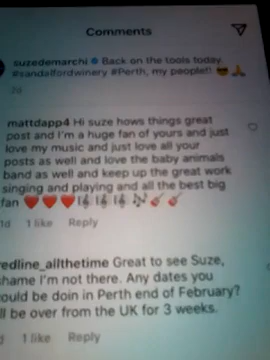 Comments
suzedemarchi Back on the tools today.
#sandalfordwinery #Perth, my people!! 😎🙏
2d
mattdapp4 Hi suze hows things great
post and I'm a huge fan of yours and just
love my music and just love all your
posts as well and love the baby animals
band as well and keep up the great work
singing and playing and all the best big
fan ❤️❤️❤️🎼🎼🎼🎶🎸🎸
1d 1 like Reply
redline_allthetime Great to see Suze,
shame I'm not there. Any dates you
ould be doin in Perth end of February?
ll be over from the UK for 3 weeks.
d 1 like Reply